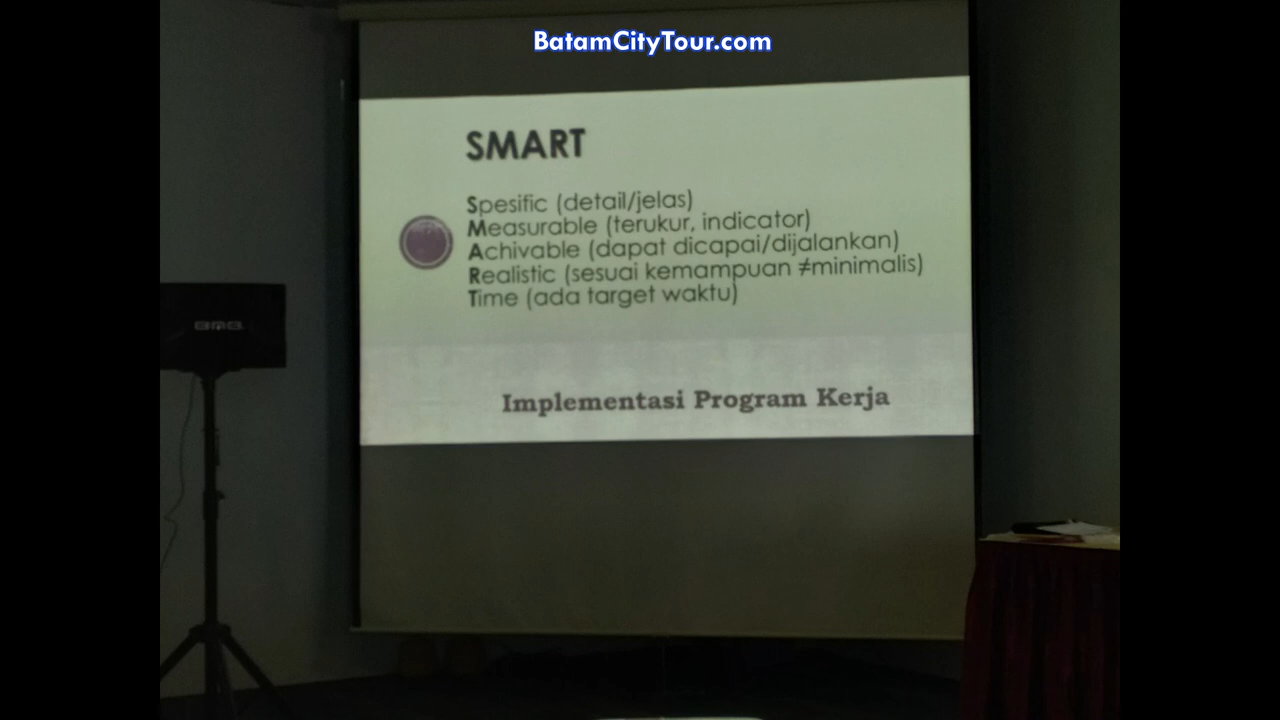 BatamCityTour.com
SMART
Spesific (detail/jelas)
Measurable (terukur, indicator)
Achivable (dapat dicapai/dijalankan)
Realistic (sesuai kemampuan ≠minimalis)
Time (ada target waktu)
Implementasi Program Kerja